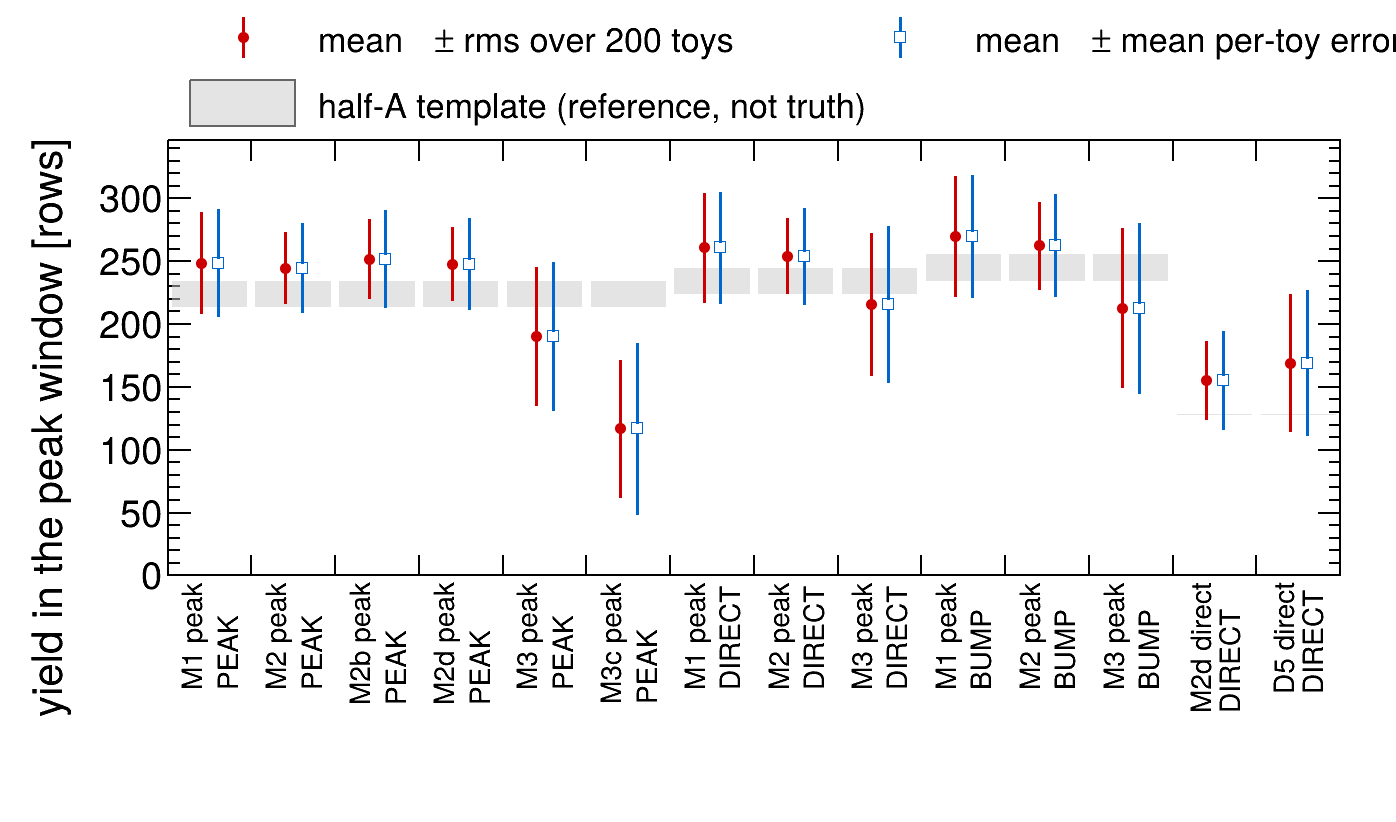 mean ± rms over 200 toys
mean ± mean per-toy error
half-A template (reference, not truth)
yield in the peak window [rows]
300
250
200
150
100
50
0
M1 peak
PEAK
M2 peak
PEAK
M2b peak
PEAK
M2d peak
PEAK
M3 peak
PEAK
M3c peak
PEAK
M1 peak
DIRECT
M2 peak
DIRECT
M3 peak
DIRECT
M1 peak
BUMP
M2 peak
BUMP
M3 peak
BUMP
M2d direct
DIRECT
D5 direct
DIRECT